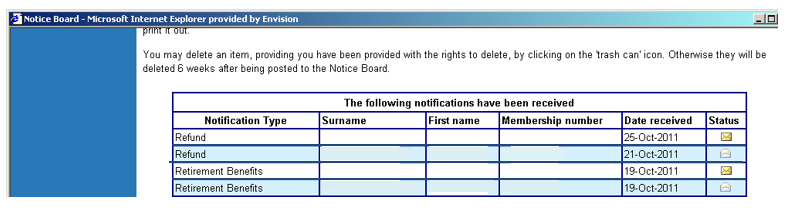 Notice Board - Microsoft Internet Explorer provided by Envision
print it out.
You may delete an item, providing you have been provided with the rights to delete, by clicking on the 'trash can' icon. Otherwise they will be
deleted 6 weeks after being posted to the Notice Board.
The following notifications have been received
Notification Type Surname First name Membership number Date received Status
Refund 25-Oct-2011
Refund 21-Oct-2011
Retirement Benefits 19-Oct-2011
Retirement Benefits 19-Oct-2011